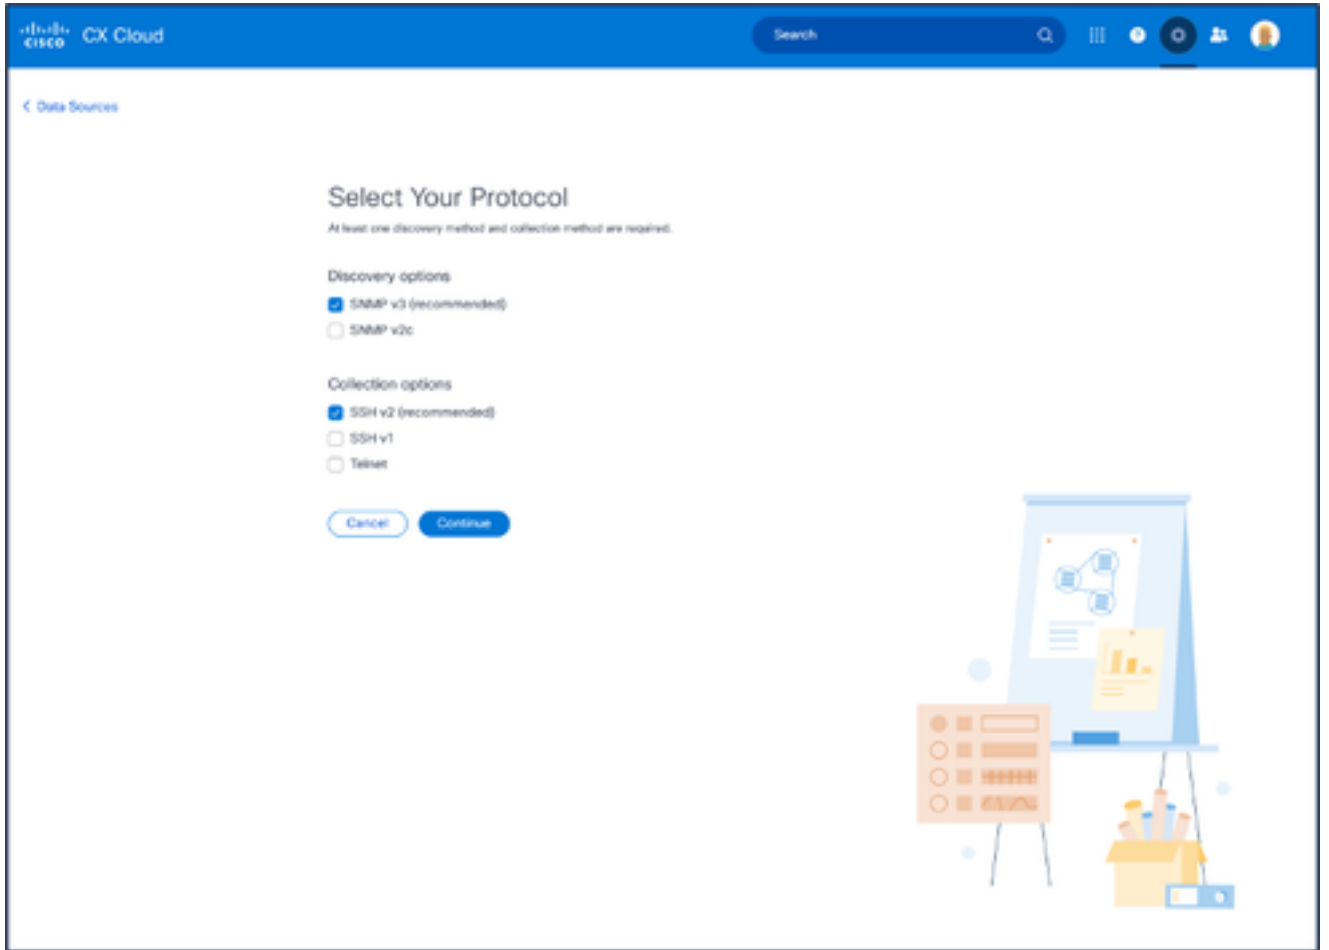 CISCO CX Cloud
Search
Data Sources
Select Your Protocol
At least one discovery method and collection method are required.
Discovery options
SNMP v3 (recommended)
SNMP v2c
Collection options
SSH v2 (recommended)
SSH v1
Telnet
Cancel Continue